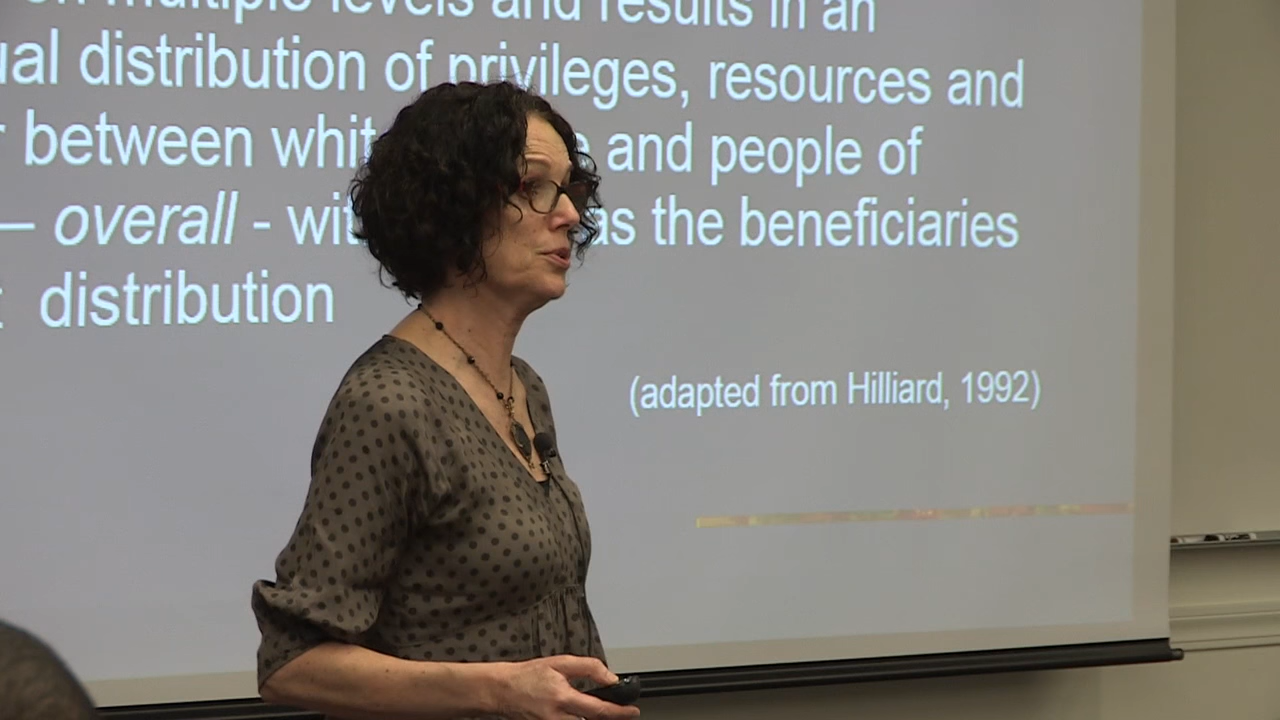 on multiple levels and results in an
ual distribution of privileges, resources and
between whit and people of
– overall - wit as the beneficiaries
distribution
(adapted from Hilliard, 1992)